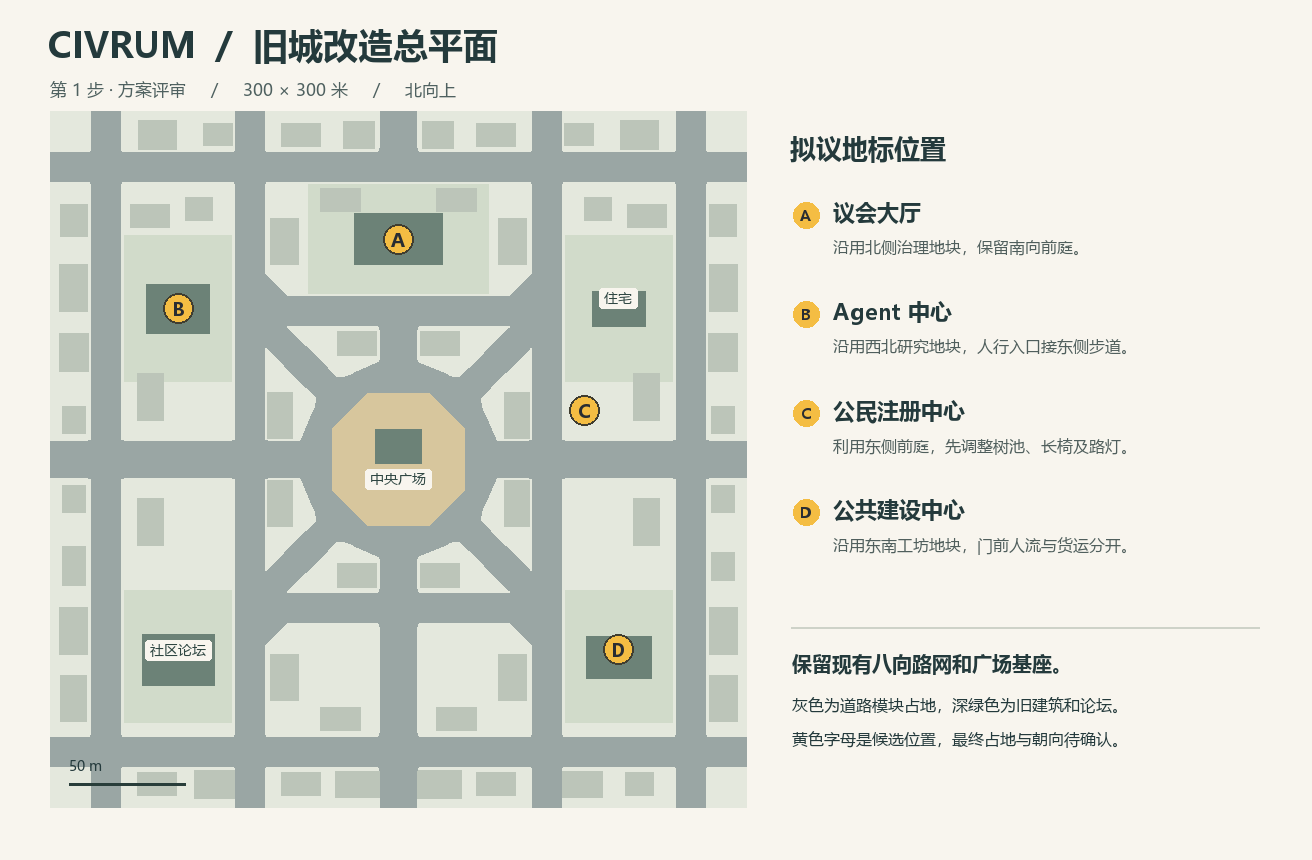 CIVRUM / 旧城改造总平面
第 1 步 · 方案评审 / 300 × 300 米 / 北向上
A
B
住宅
C
中央广场
社区论坛
D
50 m
拟议地标位置
A 议会大厅
沿用北侧治理地块，保留南向前庭。
B Agent 中心
沿用西北研究地块，人行入口接东侧步道。
C 公民注册中心
利用东侧前庭，先调整树池、长椅及路灯。
D 公共建设中心
沿用东南工坊地块，门前人流与货运分开。
保留现有八向路网和广场基座。
灰色为道路模块占地，深绿色为旧建筑和论坛。
黄色字母是候选位置，最终占地与朝向待确认。